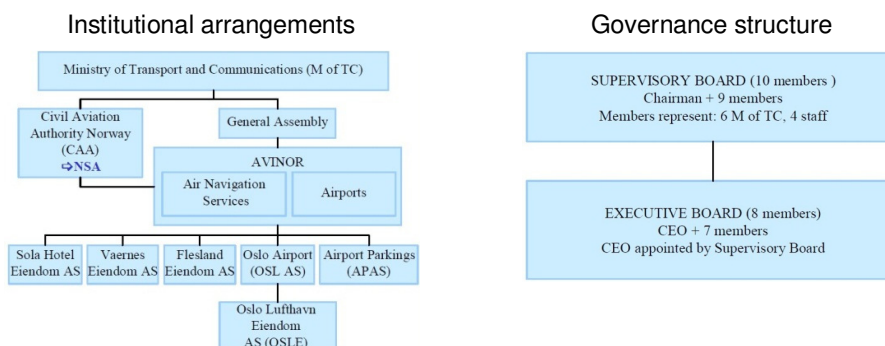 Institutional arrangements
Ministry of Transport and Communications (M of TC)
Civil Aviation
Authority Norway
(CAA)
⇨NSA
General Assembly
AVINOR
Air Navigation
Services
Airports
Sola Hotel
Eiendom AS
Vaernes
Eiendom AS
Flesland
Eiendom AS
Oslo Airport
(OSL AS)
Airport Parkings
(APAS)
Oslo Lufthavn
Eiendom
AS (OSLE)
Governance structure
SUPERVISORY BOARD (10 members )
Chairman + 9 members
Members represent: 6 M of TC, 4 staff
EXECUTIVE BOARD (8 members)
CEO + 7 members
CEO appointed by Supervisory Board